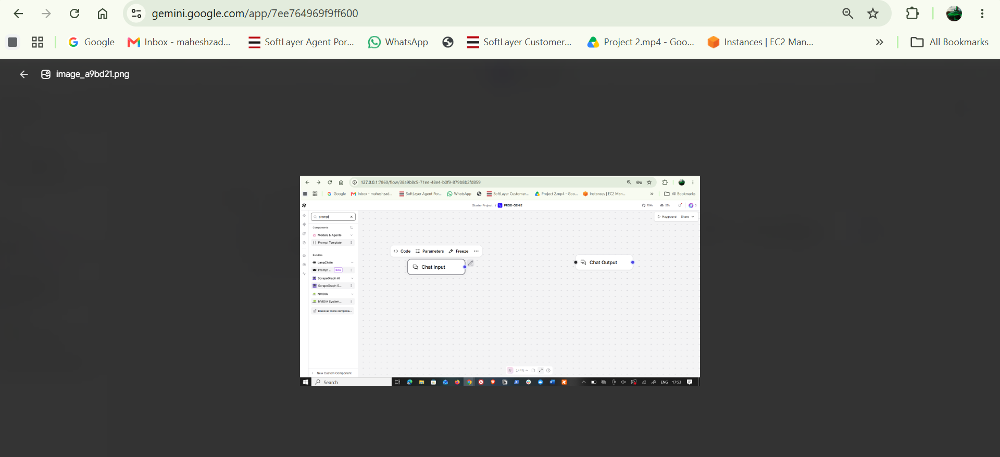 gemini.google.com/app/7ee764969f9ff600
Google Inbox - maheshzad... SoftLayer Agent Por... WhatsApp SoftLayer Customer... Project 2.mp4 - Goo... Instances | EC2 Man... » All Bookmarks
image_a9bd21.png
127.0.0.1:7860/flow/38a9b8c5-71ee-48e4-b0f9-879b8b2fd859
Google Inbox - maheshzad... SoftLayer Agent Por... WhatsApp SoftLayer Customer... Project 2.mp4 - Goo... Instances | EC2 Man... » All Bookmarks
Starter Project / PROD-GENIE
prompt
Playground Share
Components
Models & Agents
Prompt Template
Code Parameters Freeze
Bundles
LangChain
Chat Input
Chat Output
Prompt ... Beta
ScrapeGraph AI
ScrapeGraph S...
NVIDIA
NVIDIA System...
Discover more compone...
144%
New Custom Component
Search
ENG 17:53